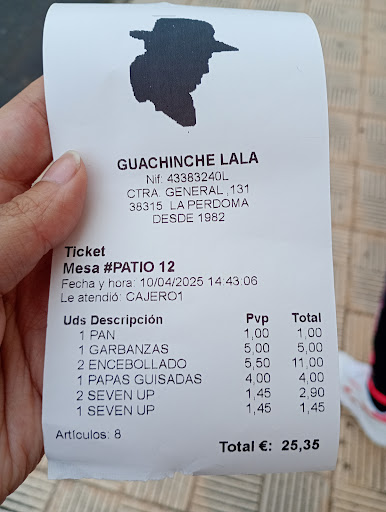 GUACHINCHE LALA
Nif: 43383240L
CTRA. GENERAL ,131
38315 LA PERDOMA
DESDE 1982
Ticket
Mesa #PATIO 12
Fecha y hora: 10/04/2025 14:43:06
Le atendió: CAJERO1
Uds Descripción Pvp Total
1 PAN 1,00 1,00
1 GARBANZAS 5,00 5,00
2 ENCEBOLLADO 5,50 11,00
1 PAPAS GUISADAS 4,00 4,00
2 SEVEN UP 1,45 2,90
1 SEVEN UP 1,45 1,45
Artículos: 8
Total €: 25,35